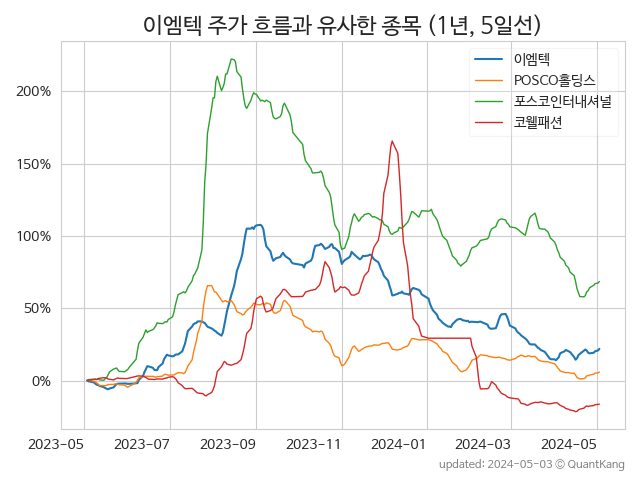 이엠텍 주가 흐름과 유사한 종목 (1년, 5일선)
이엠텍
POSCO홀딩스
포스코인터내셔널
코웰패션
200%
150%
100%
50%
0%
2023-05 2023-07 2023-09 2023-11 2024-01 2024-03 2024-05
updated: 2024-05-03 © QuantKang